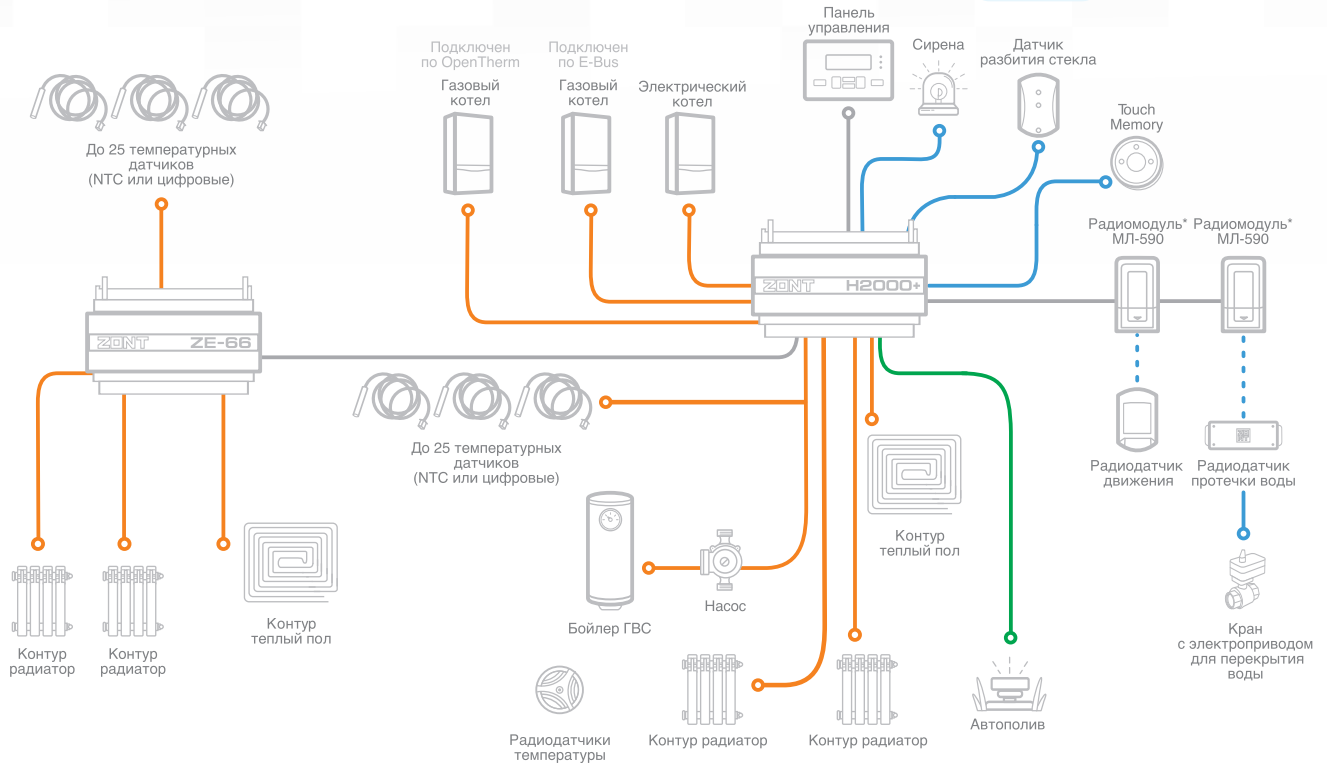 Панель
управления
Сирена
Датчик
разбития стекла
Подключен
по OpenTherm
Газовый
котел
Подключен
по E-Bus
Газовый
котел
Электрический
котел
Touch
Memory
До 25 температурных
датчиков
(NTC или цифровые)
Радиомодуль*
МЛ-590
Радиомодуль*
МЛ-590
ZONT H2000+
ZONT ZE-66
До 25 температурных
датчиков
(NTC или цифровые)
Радиодатчик
движения
Радиодатчик
протечки воды
Контур
теплый пол
Насос
Бойлер ГВС
Контур
теплый пол
Кран
с электроприводом
для перекрытия
воды
Контур
радиатор
Контур
радиатор
Автополив
Радиодатчики
температуры
Контур радиатор
Контур радиатор